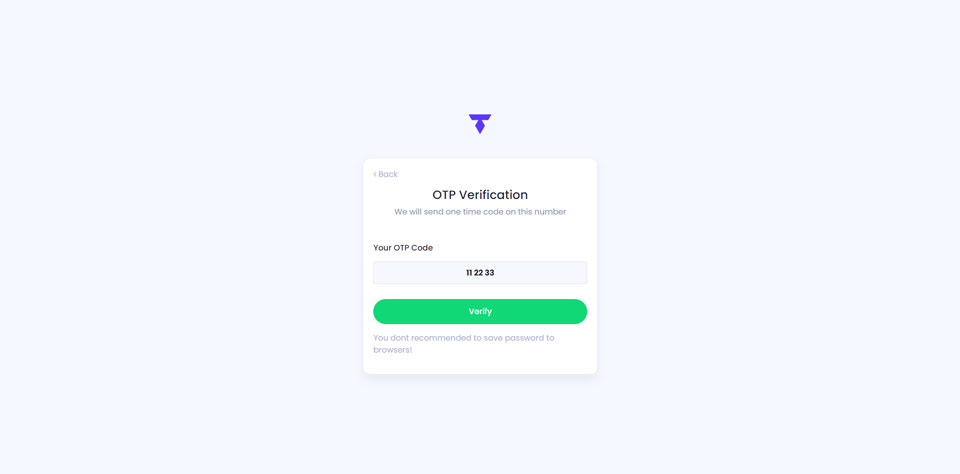 ‹ Back
OTP Verification
We will send one time code on this number
Your OTP Code
11 22 33
Verify
You dont recommended to save password to
browsers!